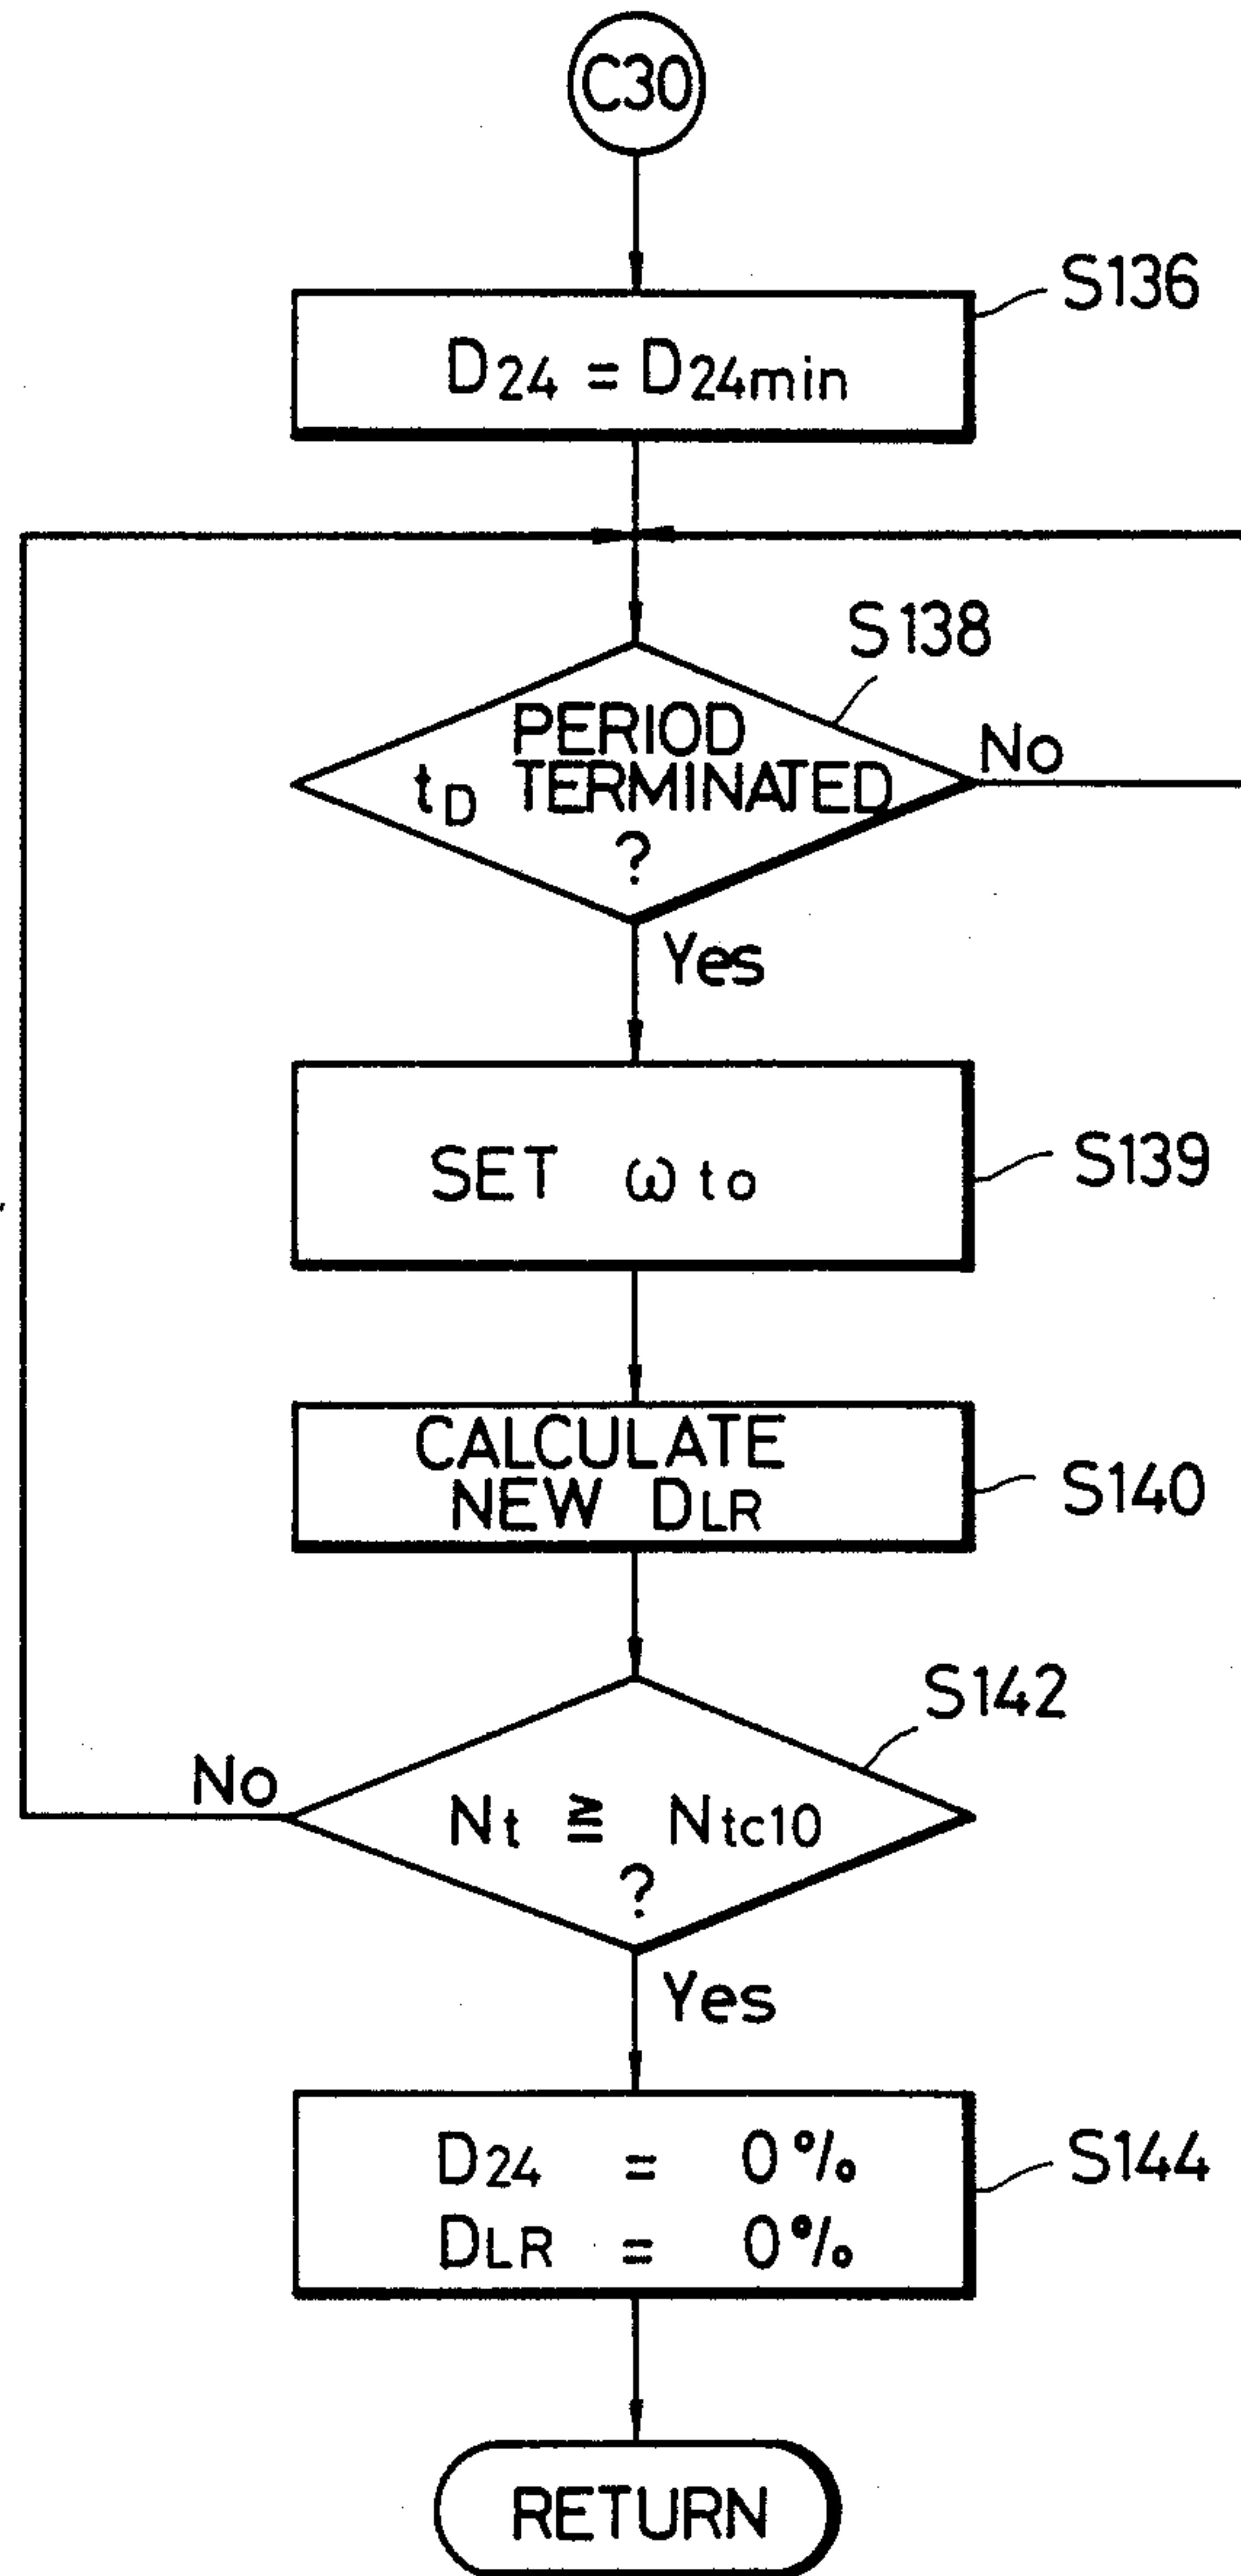 C30
S136
D24 = D24min
S138
PERIOD
tD TERMINATED
?
No
Yes
S139
SET ωto
S140
CALCULATE
NEW DLR
S142
No
Nt ≧ Ntc10
?
Yes
S144
D24 = 0%
DLR = 0%
RETURN